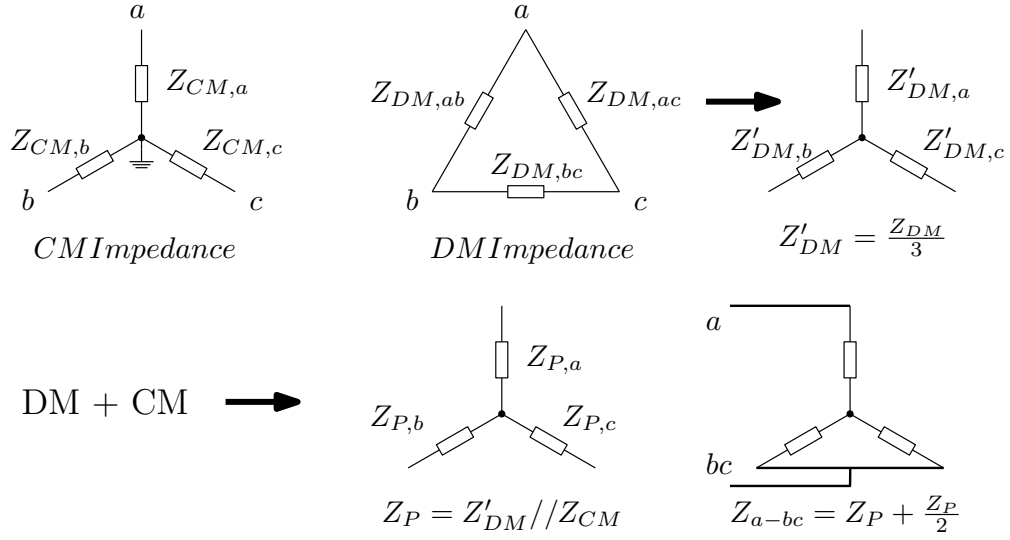 a
Z_{CM,a}
Z_{CM,b}
Z_{CM,c}
b
c
CMImpedance
a
Z_{DM,ab}
Z_{DM,ac}
Z_{DM,bc}
b
c
DMImpedance
Z'_{DM,a}
Z'_{DM,b}
Z'_{DM,c}
Z'_{DM} = \frac{Z_{DM}}{3}
DM + CM
Z_{P,a}
Z_{P,b}
Z_{P,c}
Z_P = Z'_{DM}//Z_{CM}
a
bc
Z_{a-bc} = Z_P + \frac{Z_P}{2}